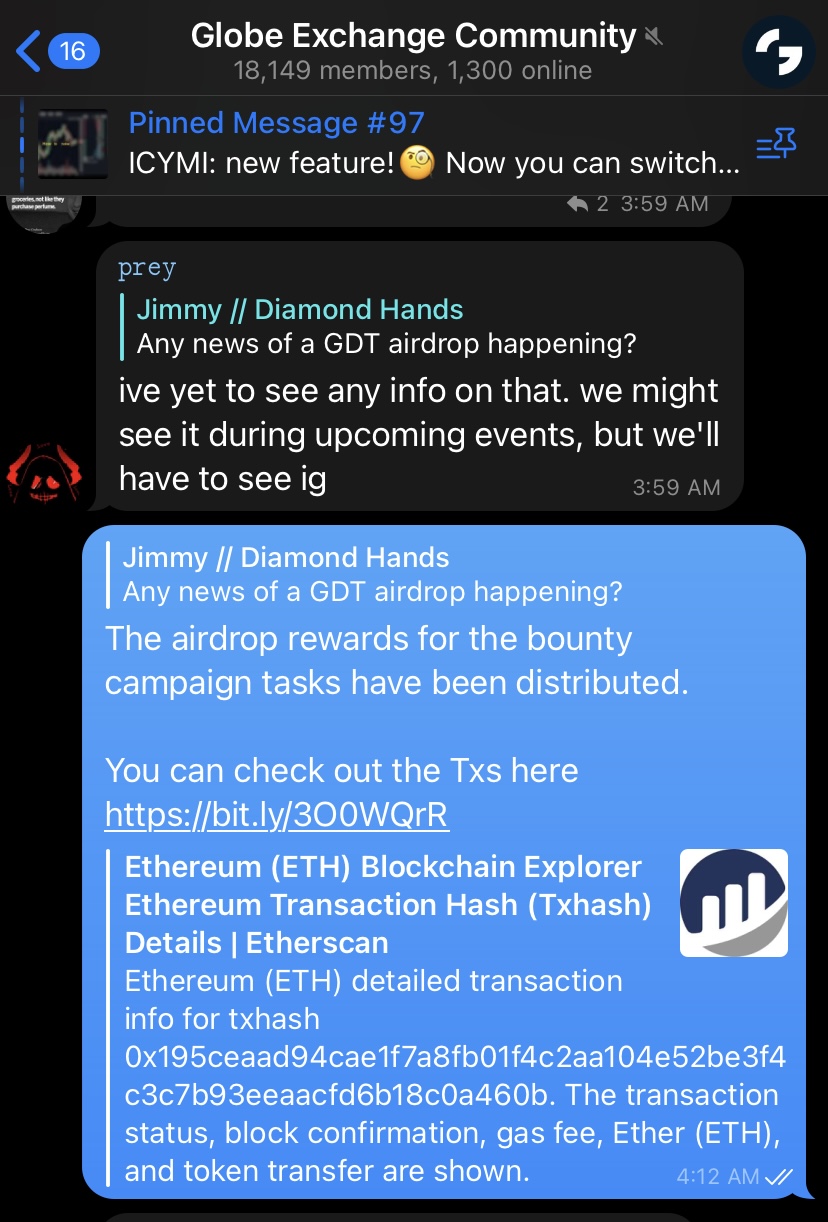 16
Globe Exchange Community
18,149 members, 1,300 online
Pinned Message #97
ICYMI: new feature!🧐 Now you can switch...
groceries, not like they
purchase perfume.
2 3:59 AM
prey
Jimmy // Diamond Hands
Any news of a GDT airdrop happening?
ive yet to see any info on that. we might
see it during upcoming events, but we'll
have to see ig
3:59 AM
Jimmy // Diamond Hands
Any news of a GDT airdrop happening?
The airdrop rewards for the bounty
campaign tasks have been distributed.
You can check out the Txs here
https://bit.ly/3O0WQrR
Ethereum (ETH) Blockchain Explorer
Ethereum Transaction Hash (Txhash)
Details | Etherscan
Ethereum (ETH) detailed transaction
info for txhash
0x195ceaad94cae1f7a8fb01f4c2aa104e52be3f4
c3c7b93eeaacfd6b18c0a460b. The transaction
status, block confirmation, gas fee, Ether (ETH),
and token transfer are shown.
4:12 AM